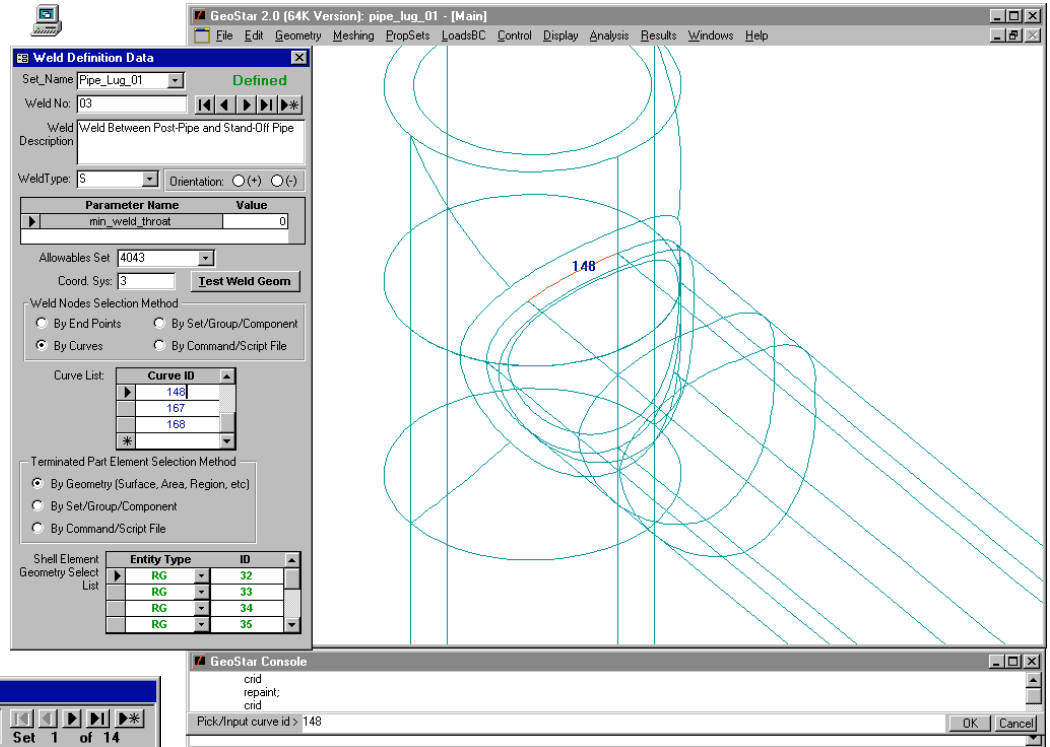 GeoStar 2.0 (64K Version): pipe_lug_01 - [Main]
File Edit Geometry Meshing PropSets LoadsBC Control Display Analysis Results Windows Help
Weld Definition Data
Set_Name Pipe_Lug_01 Defined
Weld No: 03
Weld Description Weld Between Post-Pipe and Stand-Off Pipe
WeldType: S Orientation: (+) (-)
Parameter Name Value
min_weld_throat 0
Allowables Set 4043
Coord. Sys: 3 Test Weld Geom
Weld Nodes Selection Method
By End Points By Set/Group/Component
By Curves By Command/Script File
Curve List: Curve ID
148
167
168
Terminated Part Element Selection Method
By Geometry (Surface, Area, Region, etc)
By Set/Group/Component
By Command/Script File
Shell Element Geometry Select List Entity Type ID
RG 32
RG 33
RG 34
RG 35
148
GeoStar Console
crid
repaint;
crid
Pick/Input curve id > 148 OK Cancel
Set 1 of 14